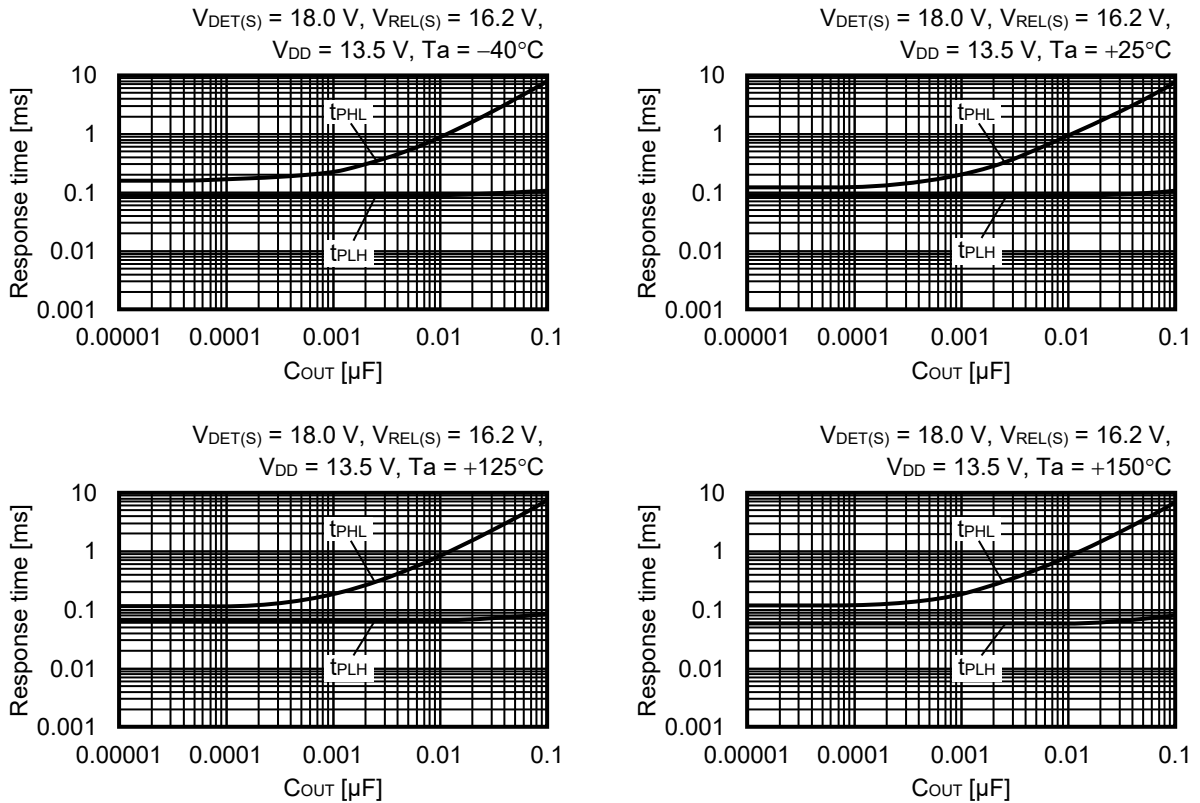 VDET(S) = 18.0 V, VREL(S) = 16.2 V,
VDD = 13.5 V, Ta = −40°C
Response time [ms]
10
1
0.1
0.01
0.001
tPHL
tPLH
0.00001 0.0001 0.001 0.01 0.1
COUT [µF]
VDET(S) = 18.0 V, VREL(S) = 16.2 V,
VDD = 13.5 V, Ta = +25°C
Response time [ms]
10
1
0.1
0.01
0.001
tPHL
tPLH
0.00001 0.0001 0.001 0.01 0.1
COUT [µF]
VDET(S) = 18.0 V, VREL(S) = 16.2 V,
VDD = 13.5 V, Ta = +125°C
Response time [ms]
10
1
0.1
0.01
0.001
tPHL
tPLH
0.00001 0.0001 0.001 0.01 0.1
COUT [µF]
VDET(S) = 18.0 V, VREL(S) = 16.2 V,
VDD = 13.5 V, Ta = +150°C
Response time [ms]
10
1
0.1
0.01
0.001
tPHL
tPLH
0.00001 0.0001 0.001 0.01 0.1
COUT [µF]